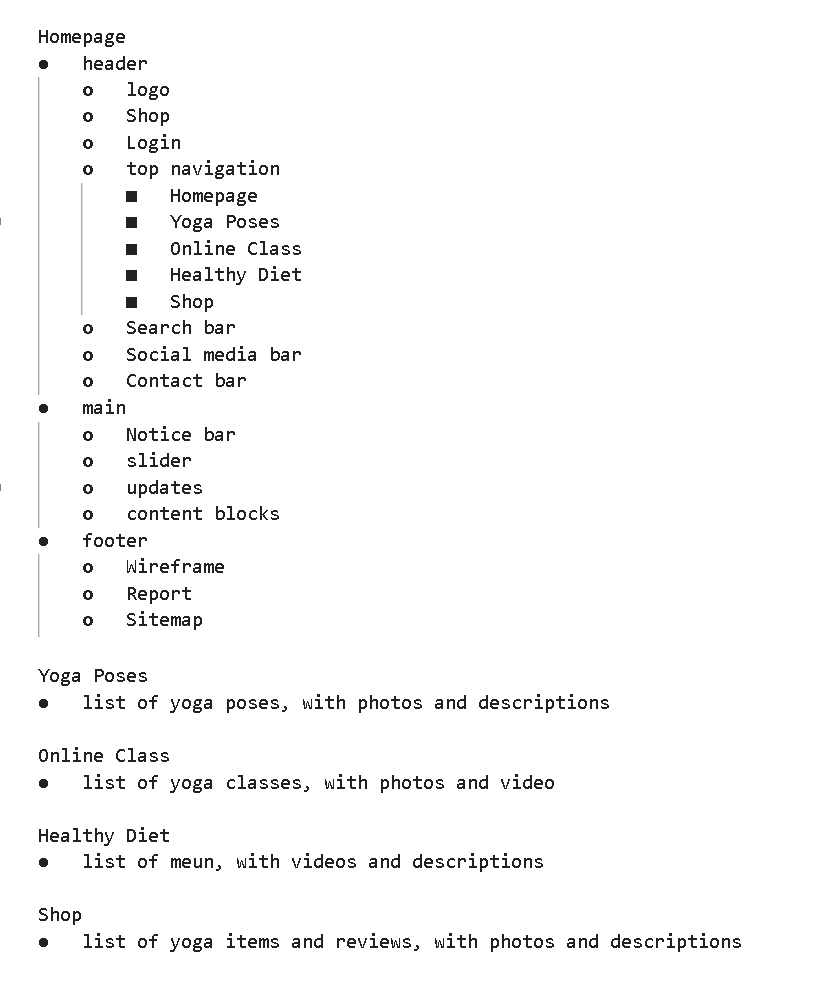 Homepage
● header
o logo
o Shop
o Login
o top navigation
■ Homepage
■ Yoga Poses
■ Online Class
■ Healthy Diet
■ Shop
o Search bar
o Social media bar
o Contact bar
● main
o Notice bar
o slider
o updates
o content blocks
● footer
o Wireframe
o Report
o Sitemap
Yoga Poses
● list of yoga poses, with photos and descriptions
Online Class
● list of yoga classes, with photos and video
Healthy Diet
● list of meun, with videos and descriptions
Shop
● list of yoga items and reviews, with photos and descriptions